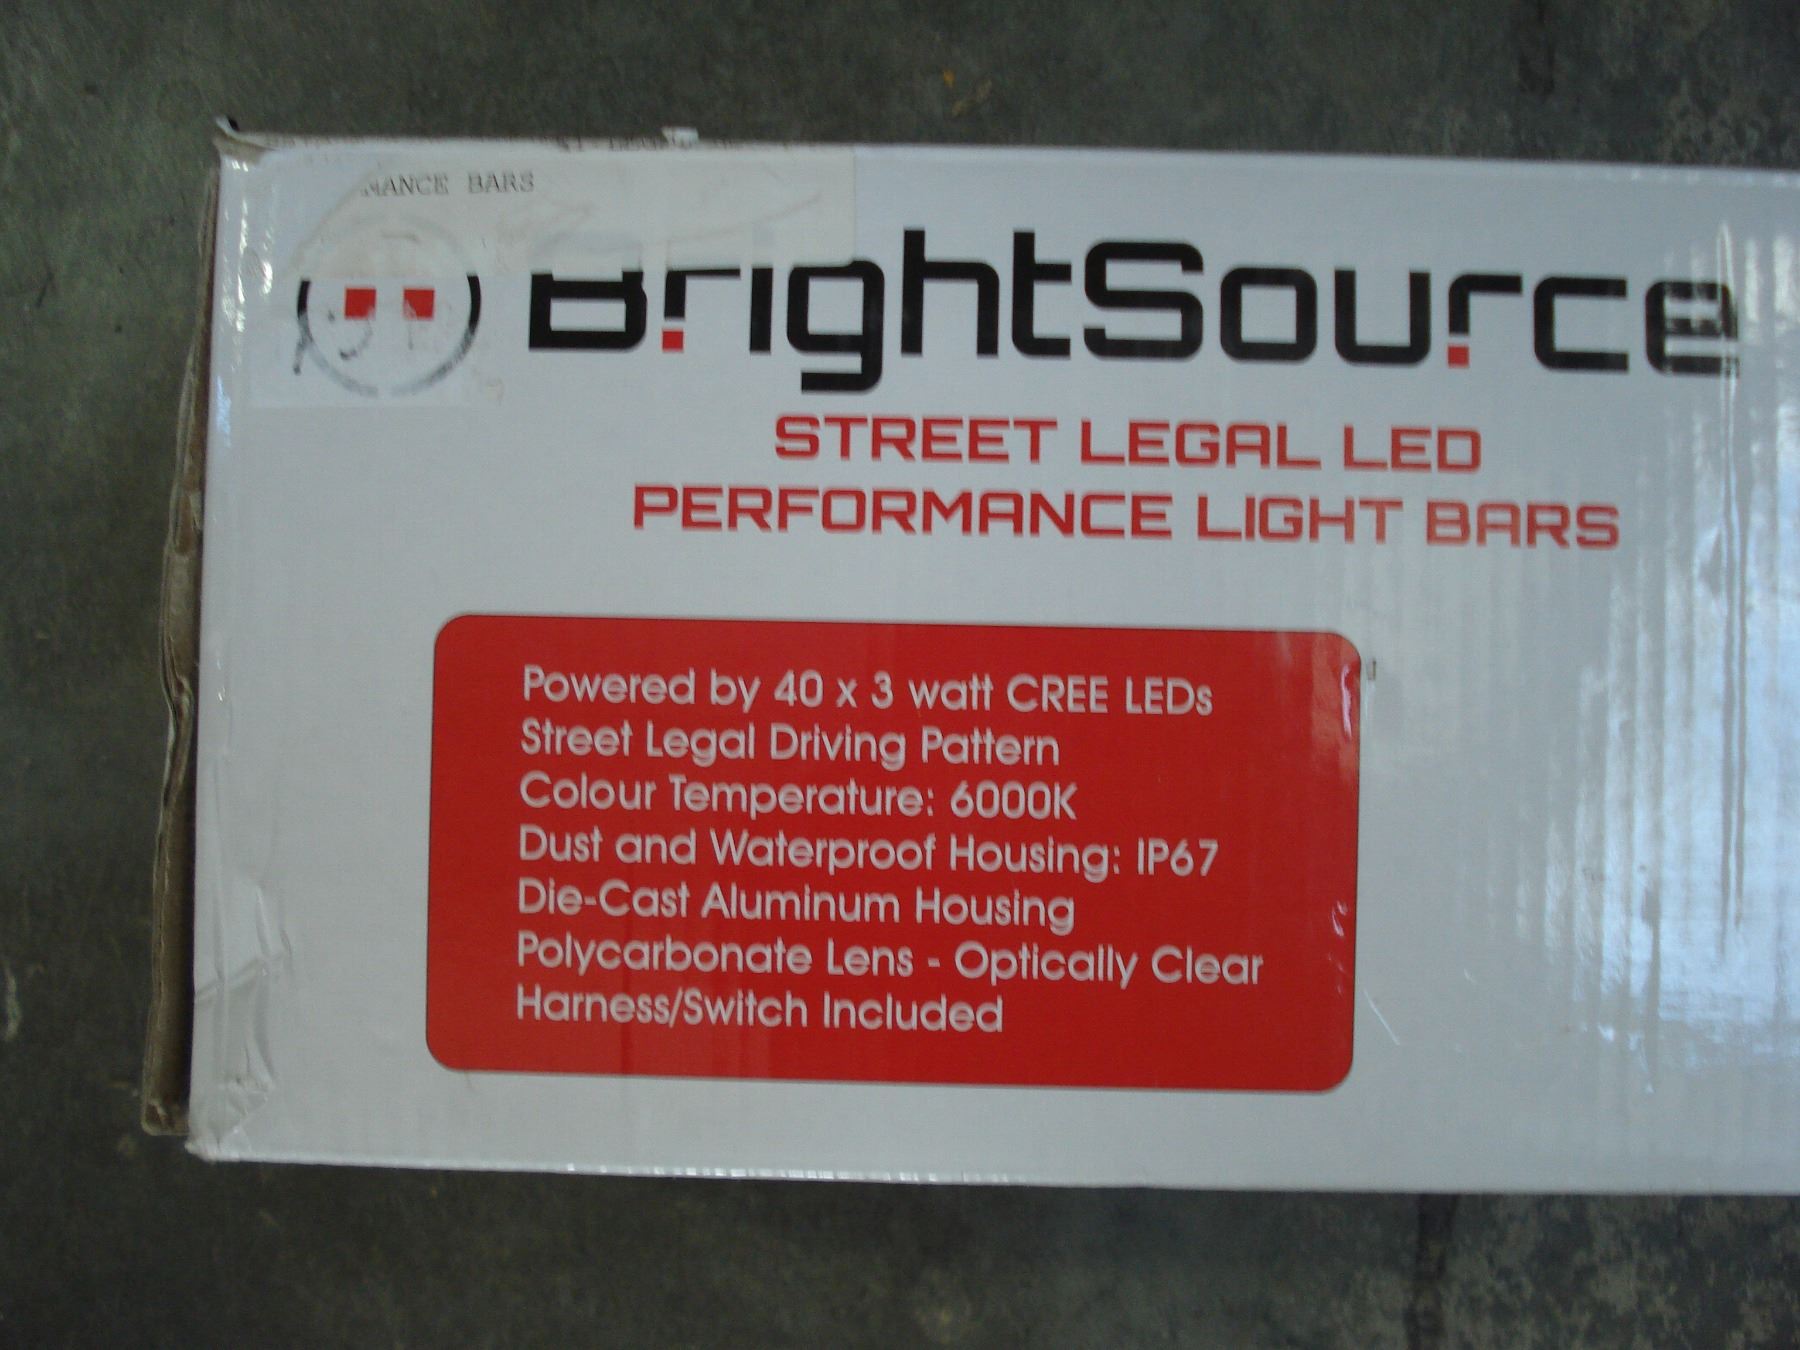 BARS
BrightSource
STREET LEGAL LED
PERFORMANCE LIGHT BARS
Powered by 40 x 3 watt CREE LEDs
Street Legal Driving Pattern
Colour Temperature: 6000K
Dust and Waterproof Housing: IP67
Die-Cast Aluminum Housing
Polycarbonate Lens - Optically Clear
Harness/Switch Included